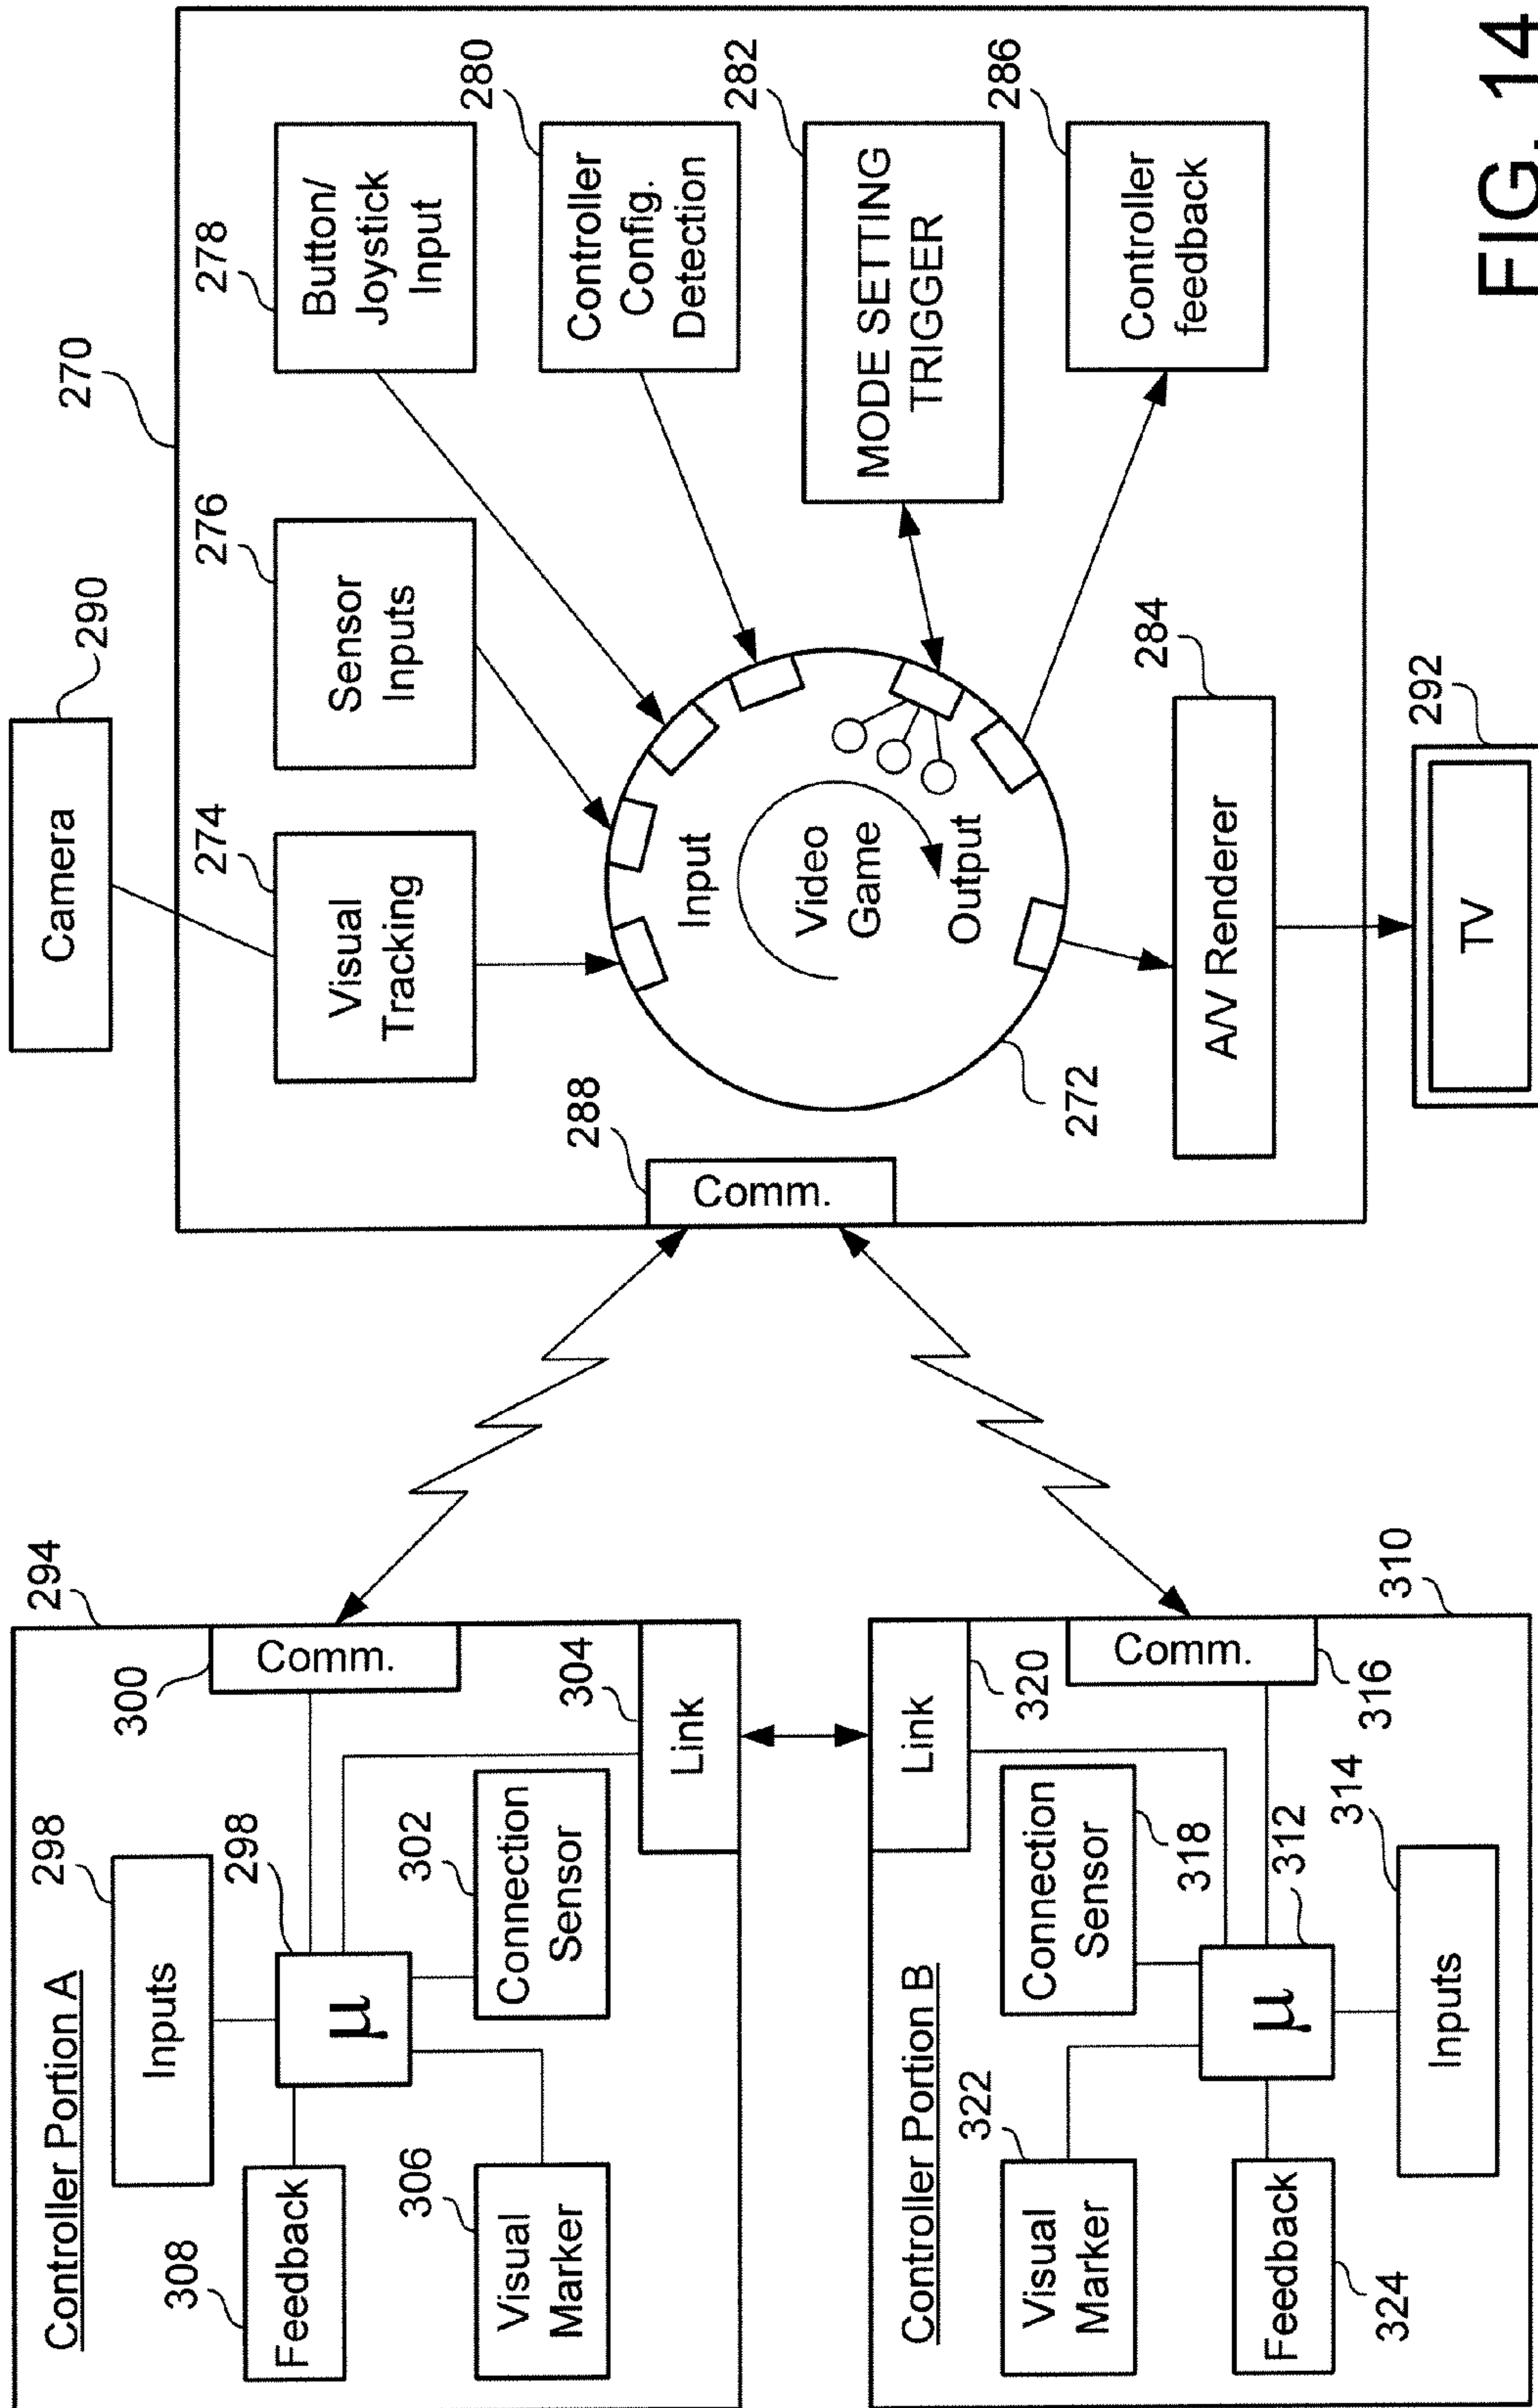 Controller Portion A
294
298
Inputs
300
Comm.
298
µ
308
Feedback
302
Connection
Sensor
304
Link
306
Visual
Marker
Controller Portion B
320
Link
Connection
Sensor
318
Comm.
316
310
322
Visual
Marker
312
µ
314
Inputs
Feedback
324
290
Camera
270
274
Visual
Tracking
276
Sensor
Inputs
278
Button/
Joystick
Input
288
Comm.
280
Controller
Config.
Detection
Input
Video
Game
Output
272
282
MODE SETTING
TRIGGER
286
Controller
feedback
284
A/V Renderer
292
TV
FIG. 14